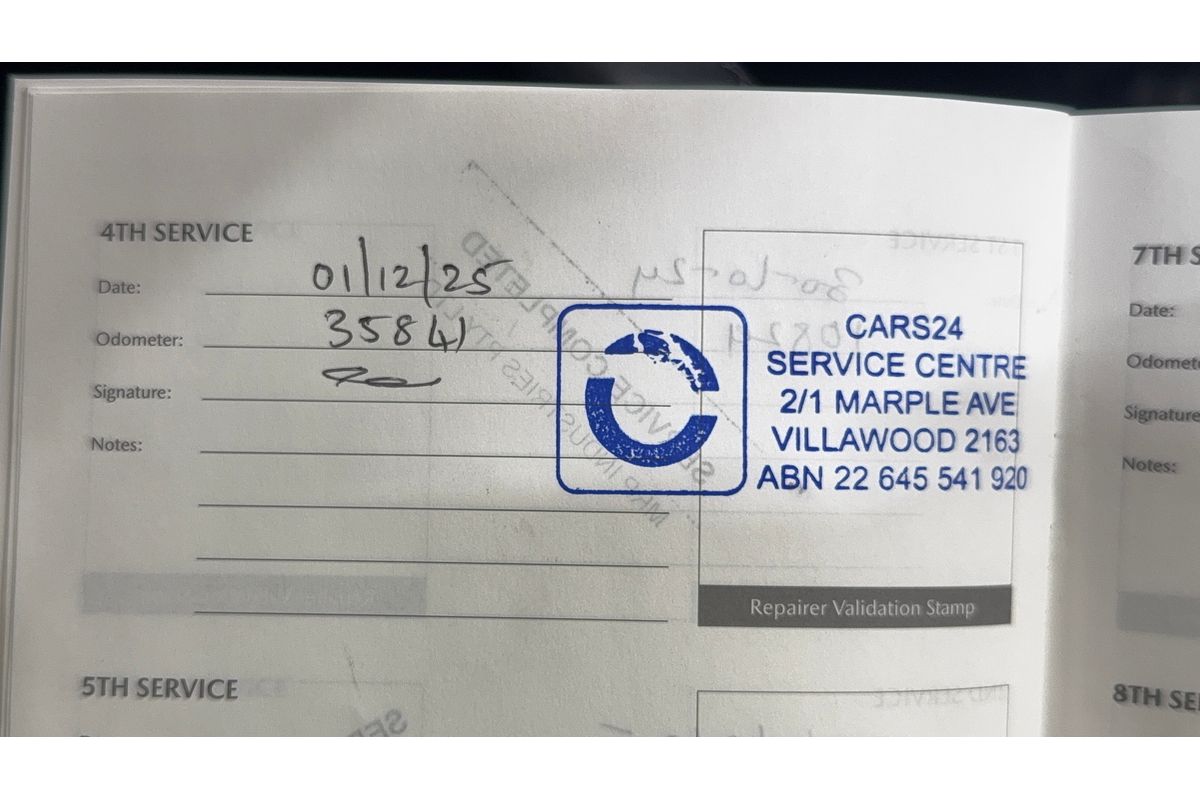 4TH SERVICE
Date: 01/12/25
Odometer: 35841
Signature:
Notes:
CARS24
SERVICE CENTRE
2/1 MARPLE AVE
VILLAWOOD 2163
ABN 22 645 541 920
Repairer Validation Stamp
5TH SERVICE
7TH S
Date:
Odomete
Signature
Notes:
8TH SE